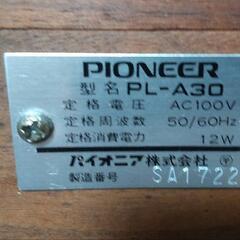 PIONEER
型名 PL-A30
定格電圧 AC100V
定格周波数 50/60Hz
定格消費電力 12W
パイオニア株式会社 〒
製造番号 SA1722